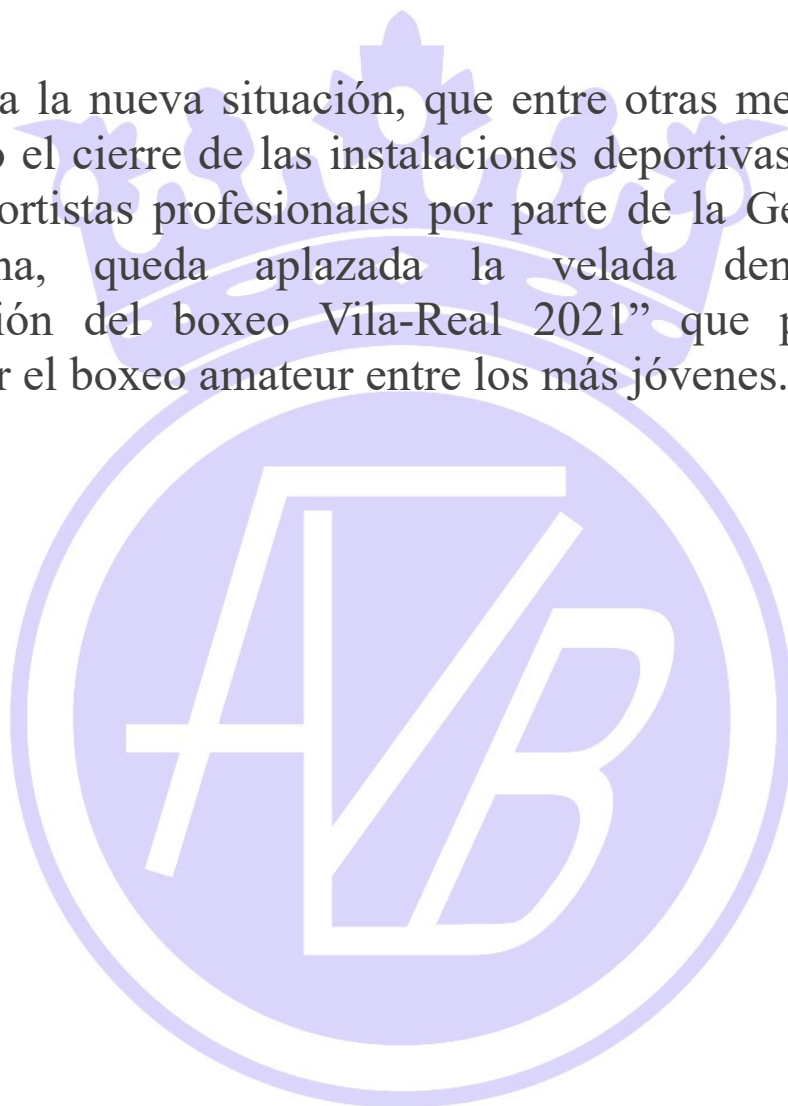 a la nueva situación, que entre otras me
o el cierre de las instalaciones deportivas
ortistas profesionales por parte de la Ge
na, queda aplazada la velada den
ión del boxeo Vila-Real 2021” que p
r el boxeo amateur entre los más jóvenes.
FVB